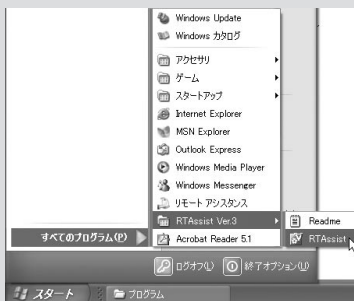 Windows Update
Windows カタログ
アクセサリ
ゲーム
スタートアップ
Internet Explorer
MSN Explorer
Outlook Express
Windows Media Player
Windows Messenger
リモート アシスタンス
RTAssist Ver.3
Acrobat Reader 5.1
Readme
RTAssist
すべてのプログラム(P)
ログオフ(L)
終了オプション(U)
スタート
プログラム